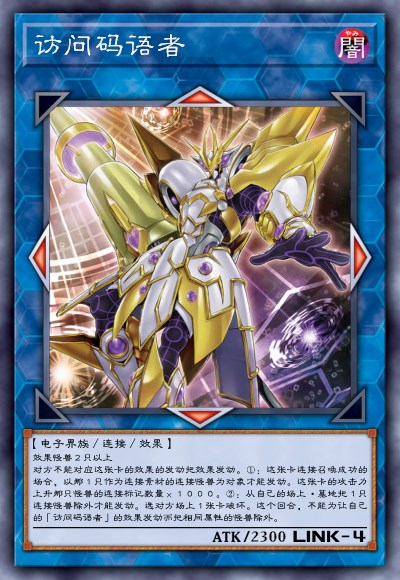 访问码语者
やみ
闇
【电子界族／连接／效果】
效果怪兽２只以上
对方不能对应这张卡的效果的发动把效果发动。①：这张卡连接召唤成功的
场合，以那１只作为连接素材的连接怪兽为对象才能发动。这张卡的攻击力
上升那只怪兽的连接标记数量×１０００。②：从自己的场上・墓地把１只
连接怪兽除外才能发动。选对方场上１张卡破坏。这个回合，不能为让自己
的「访问码语者」的效果发动而把相同属性的怪兽除外。
ATK/2300 LINK-4